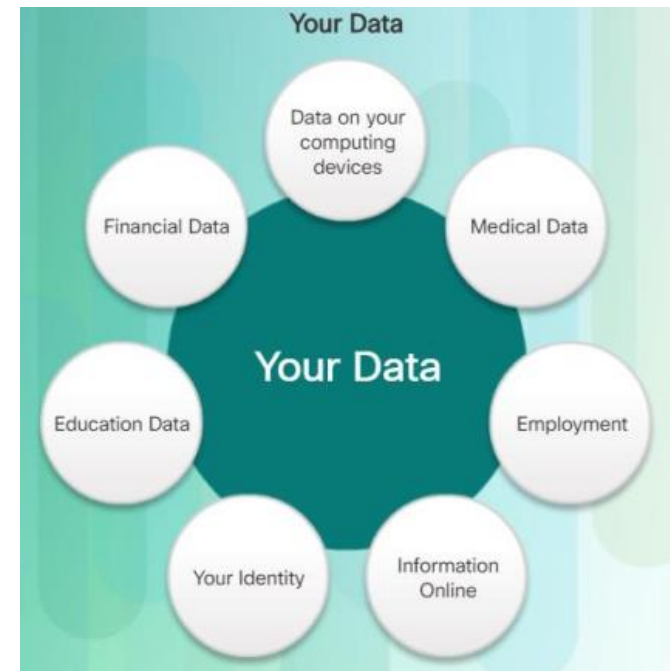 Your Data
Data on your
computing
devices
Financial Data
Medical Data
Your Data
Education Data
Employment
Your Identity
Information
Online